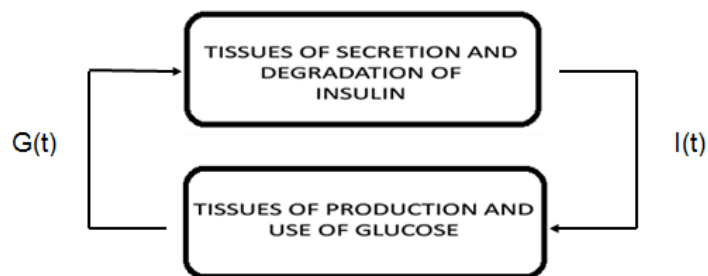 TISSUES OF SECRETION AND
DEGRADATION OF
INSULIN
G(t)
I(t)
TISSUES OF PRODUCTION AND
USE OF GLUCOSE